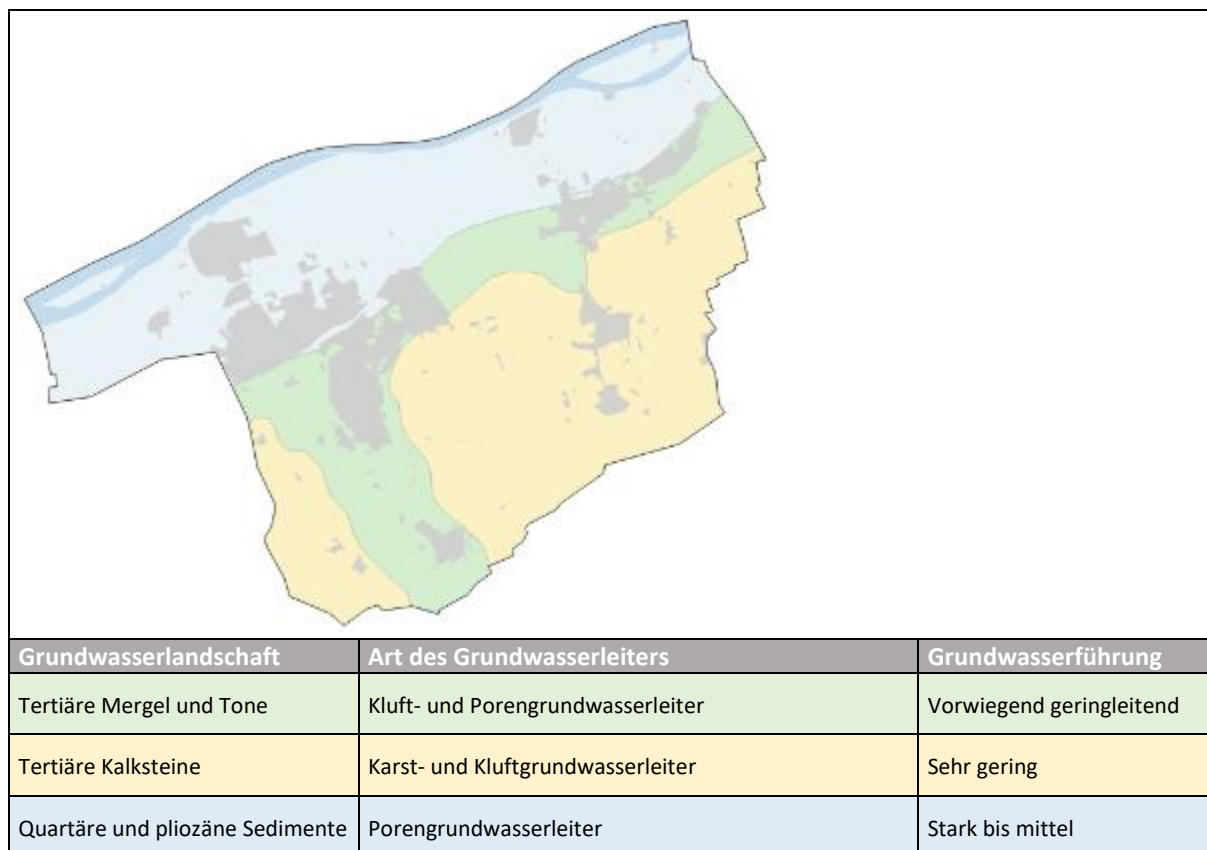 Grundwasserlandschaft Art des Grundwasserleiters Grundwasserführung
Tertiäre Mergel und Tone Kluft- und Porengrundwasserleiter Vorwiegend geringleitend
Tertiäre Kalksteine Karst- und Kluftgrundwasserleiter Sehr gering
Quartäre und pliozäne Sedimente Porengrundwasserleiter Stark bis mittel